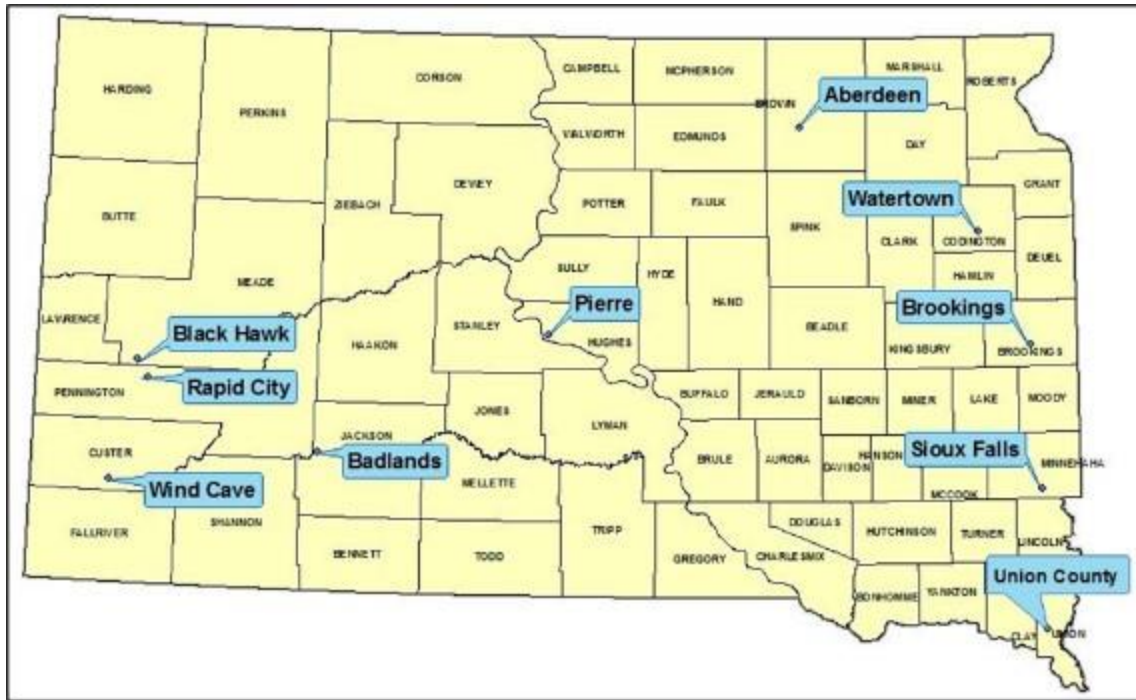 HARDING
PERKINS
CORSON
CAMPBELL
MCPHERSON
BROWN
MARSHALL
ROBERTS
Aberdeen
WALWORTH
EDMUNDS
DAY
DEWEY
ZIEBACH
BUTTE
POTTER
FAULK
SPINK
Watertown
GRANT
CLARK
CODINGTON
DEUEL
HAMLIN
MEADE
SULLY
HYDE
HAND
LAWRENCE
Black Hawk
STANLEY
Pierre
HUGHES
BEADLE
Brookings
KINGSBURY
BROOKINGS
HAAKON
PENNINGTON
Rapid City
JONES
LYMAN
BUFFALO
JERAULD
SANBORN
MINER
LAKE
MOODY
CUSTER
JACKSON
Badlands
BRULE
AURORA
DAVISON
HANSON
Sioux Falls
MINNEHAHA
MCCOOK
Wind Cave
MELLETTE
FALLRIVER
SHANNON
BENNETT
TODD
TRIPP
GREGORY
DOUGLAS
CHARLESMIX
HUTCHINSON
TURNER
LINCOLN
Union County
BONHOMME
YANKTON
CLAY
UNION